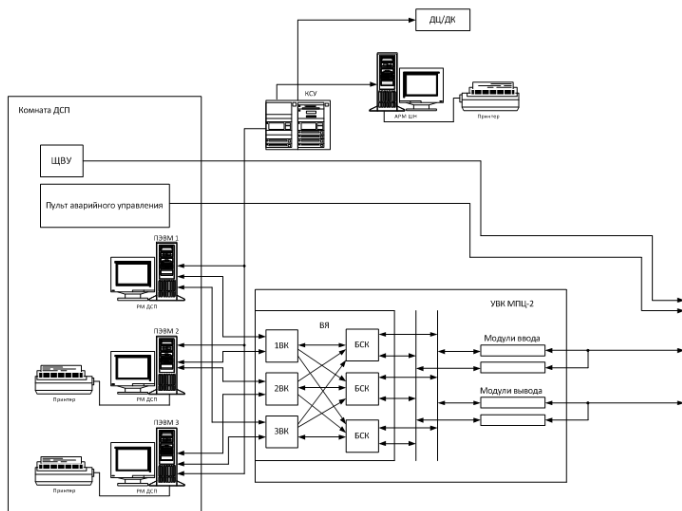 ДЦ/ДК
КСУ
АРМ ШН
Принтер
Комната ДСП
ЩВУ
Пульт аварийного управления
ПЭВМ 1
РМ ДСП
УВК МПЦ-2
ВЯ
1ВК
БСК
Модули ввода
ПЭВМ 2
Принтер
РМ ДСП
2ВК
БСК
Модули вывода
ПЭВМ 3
3ВК
БСК
Принтер
РМ ДСП